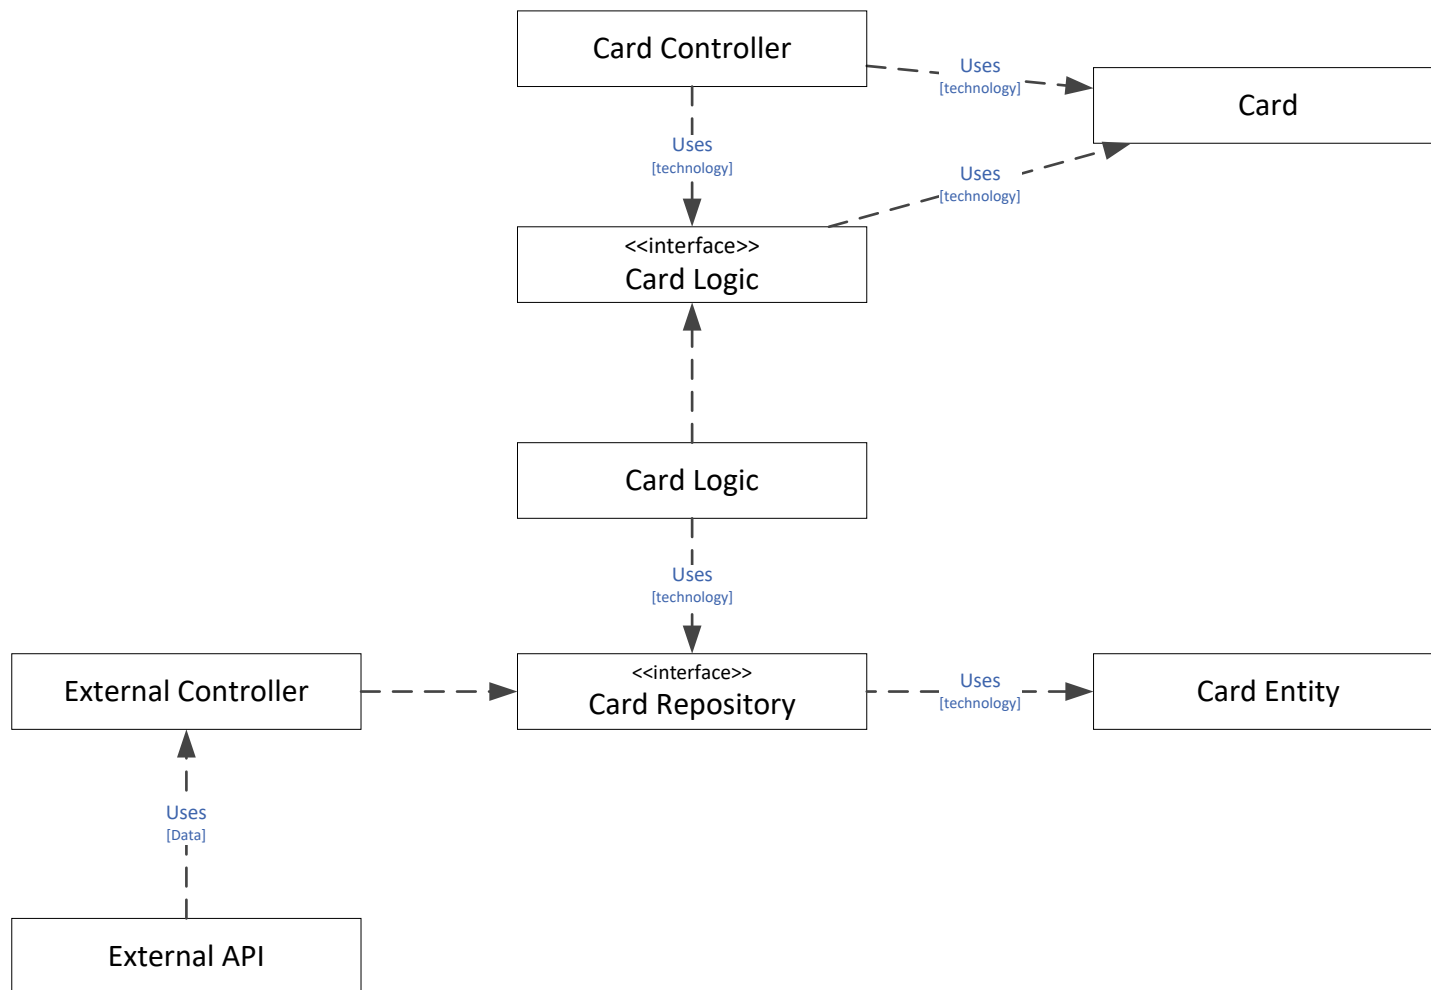 Card Controller
Uses
[technology]
Card
Uses
[technology]
Uses
[technology]
<<interface>>
Card Logic
Card Logic
Uses
[technology]
External Controller
<<interface>>
Card Repository
Uses
[technology]
Card Entity
Uses
[Data]
External API